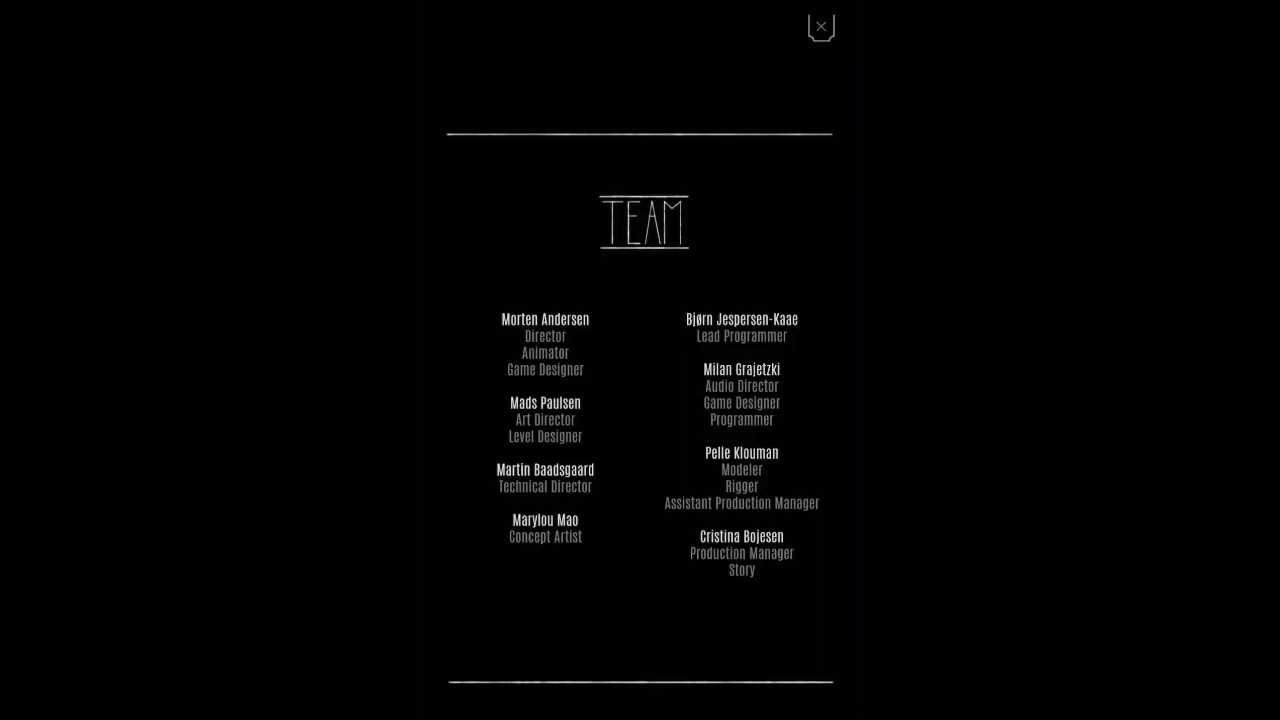 TEAM
Morten Andersen
Director
Animator
Game Designer
Mads Paulsen
Art Director
Level Designer
Martin Baadsgaard
Technical Director
Marylou Mao
Concept Artist
Bjørn Jespersen-Kaae
Lead Programmer
Milan Grajetzki
Audio Director
Game Designer
Programmer
Pelle Klouman
Modeler
Rigger
Assistant Production Manager
Cristina Bojesen
Production Manager
Story